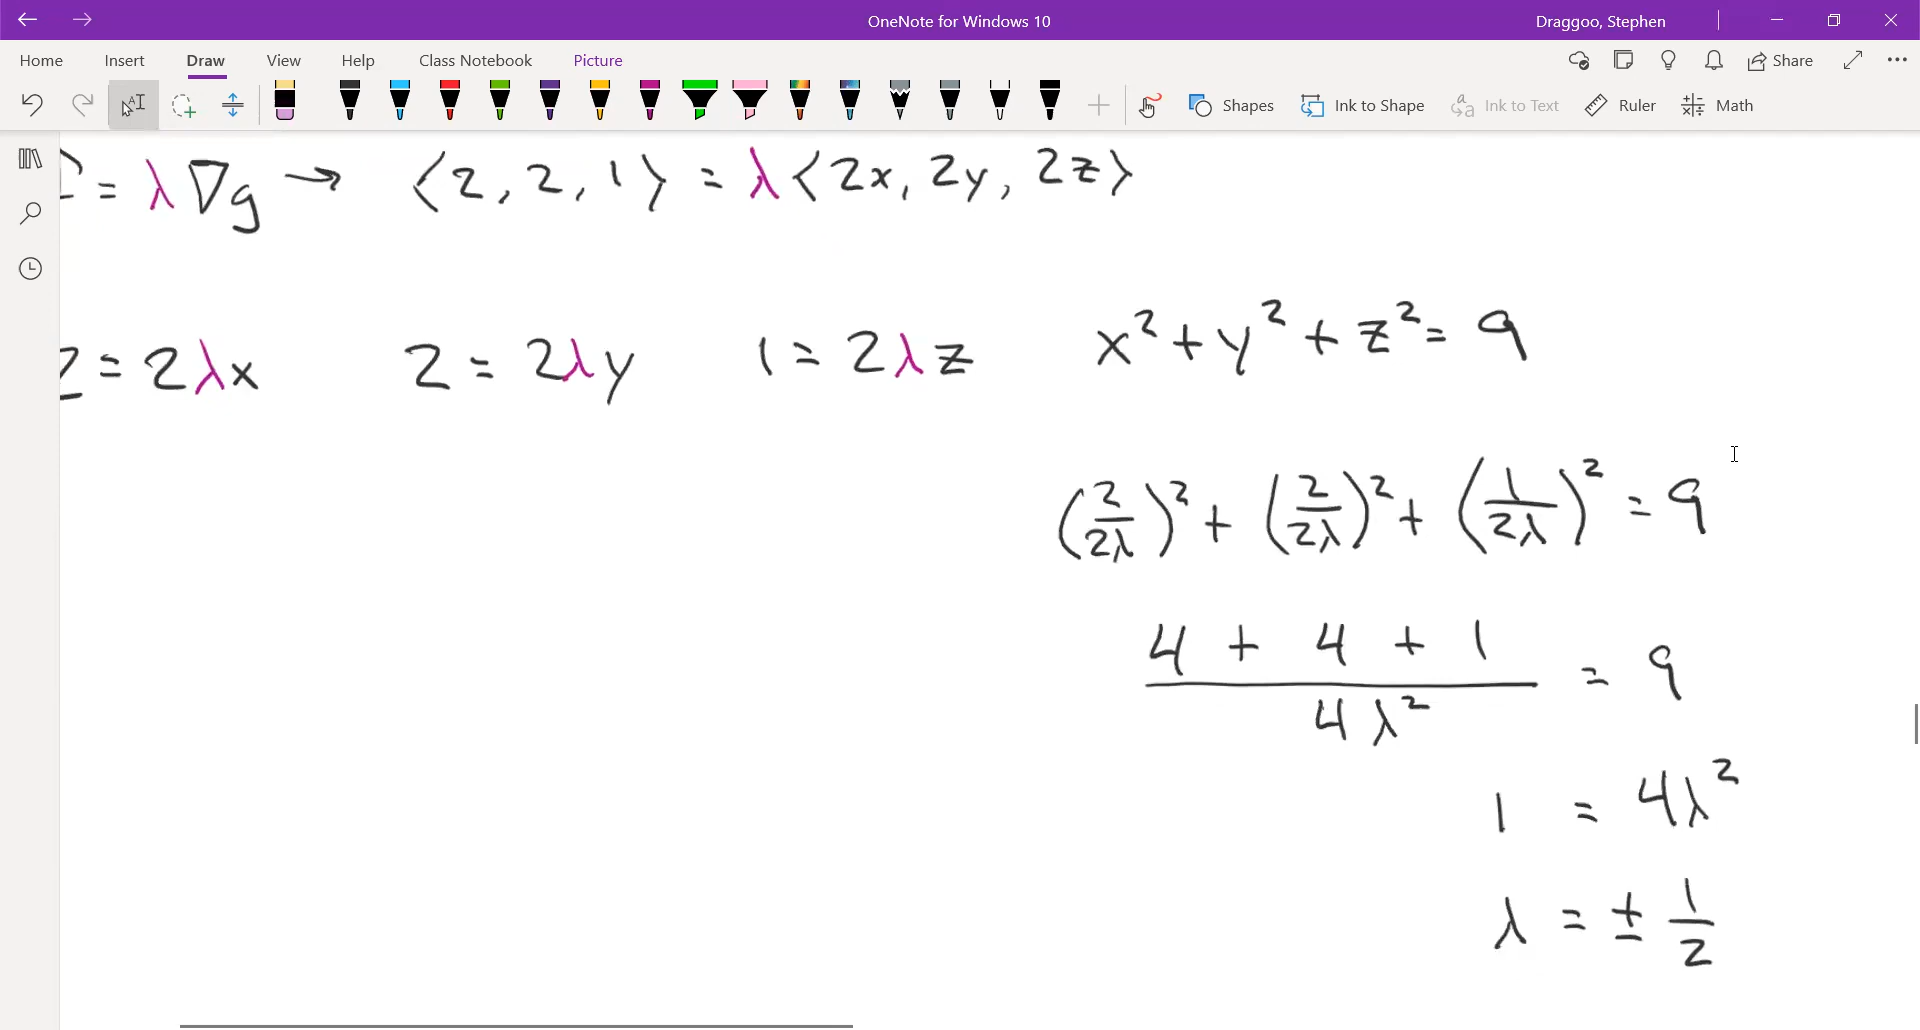 OneNote for Windows 10
Draggoo, Stephen
Home Insert Draw View Help Class Notebook Picture Share
Shapes Ink to Shape Ink to Text Ruler Math
= λ∇g → ⟨2, 2, 1⟩ = λ⟨2x, 2y, 2z⟩
2 = 2λx 2 = 2λy 1 = 2λz x² + y² + z² = 9
(2/2λ)² + (2/2λ)² + (1/2λ)² = 9
4 + 4 + 1
= 9
4λ²
1 = 4λ²
λ = ± 1/2